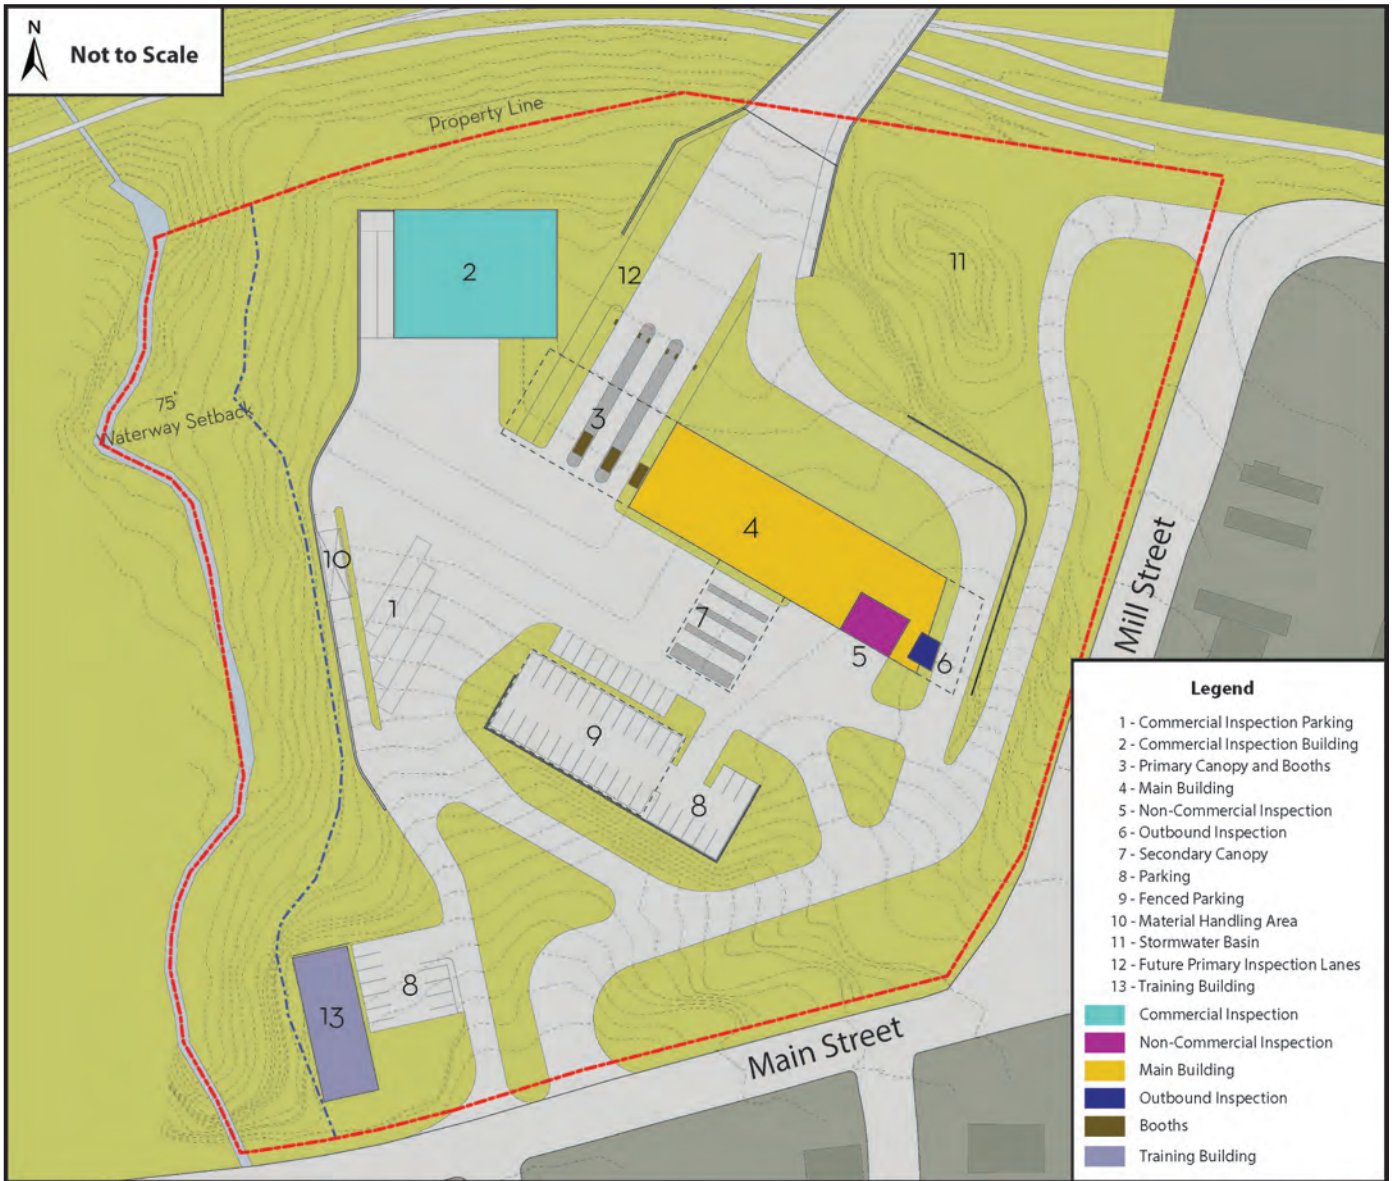 N
Not to Scale
Property Line
2
12
11
75'
Waterway Setback
3
4
10
1
7
5
6
9
8
8
13
Mill Street
Main Street
Legend
1 - Commercial Inspection Parking
2 - Commercial Inspection Building
3 - Primary Canopy and Booths
4 - Main Building
5 - Non-Commercial Inspection
6 - Outbound Inspection
7 - Secondary Canopy
8 - Parking
9 - Fenced Parking
10 - Material Handling Area
11 - Stormwater Basin
12 - Future Primary Inspection Lanes
13 - Training Building
Commercial Inspection
Non-Commercial Inspection
Main Building
Outbound Inspection
Booths
Training Building